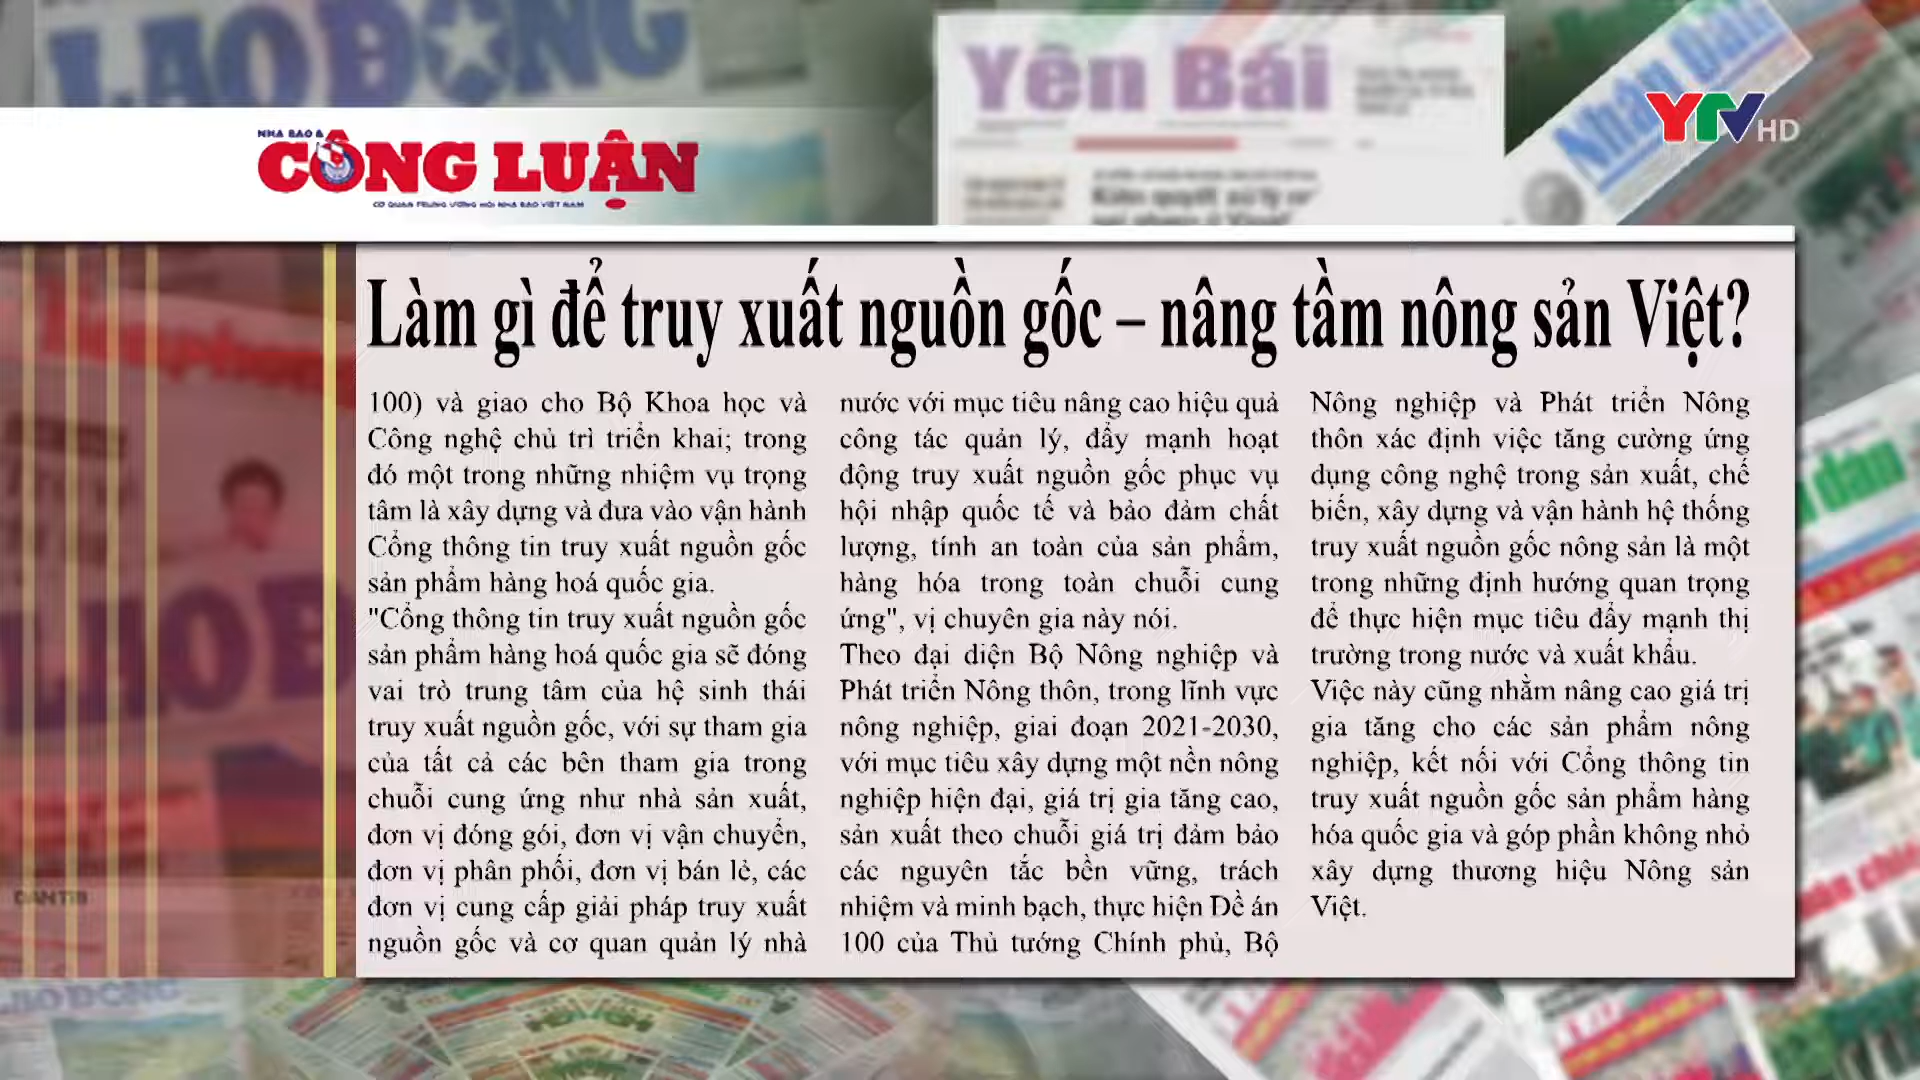 LAO ĐỘNG
Yên Bái
Nhân Dân
YTV HD
NHÀ BÁO &
CÔNG LUẬN
CƠ QUAN TRUNG ƯƠNG HỘI NHÀ BÁO VIỆT NAM
Kiên quyết xử lý
Làm gì để truy xuất nguồn gốc – nâng tầm nông sản Việt?
100) và giao cho Bộ Khoa học và
Công nghệ chủ trì triển khai; trong
đó một trong những nhiệm vụ trọng
tâm là xây dựng và đưa vào vận hành
Cổng thông tin truy xuất nguồn gốc
sản phẩm hàng hoá quốc gia.
"Cổng thông tin truy xuất nguồn gốc
sản phẩm hàng hoá quốc gia sẽ đóng
vai trò trung tâm của hệ sinh thái
truy xuất nguồn gốc, với sự tham gia
của tất cả các bên tham gia trong
chuỗi cung ứng như nhà sản xuất,
đơn vị đóng gói, đơn vị vận chuyển,
đơn vị phân phối, đơn vị bán lẻ, các
đơn vị cung cấp giải pháp truy xuất
nguồn gốc và cơ quan quản lý nhà
nước với mục tiêu nâng cao hiệu quả
công tác quản lý, đẩy mạnh hoạt
động truy xuất nguồn gốc phục vụ
hội nhập quốc tế và bảo đảm chất
lượng, tính an toàn của sản phẩm,
hàng hóa trong toàn chuỗi cung
ứng", vị chuyên gia này nói.
Theo đại diện Bộ Nông nghiệp và
Phát triển Nông thôn, trong lĩnh vực
nông nghiệp, giai đoạn 2021-2030,
với mục tiêu xây dựng một nền nông
nghiệp hiện đại, giá trị gia tăng cao,
sản xuất theo chuỗi giá trị đảm bảo
các nguyên tắc bền vững, trách
nhiệm và minh bạch, thực hiện Đề án
100 của Thủ tướng Chính phủ, Bộ
Nông nghiệp và Phát triển Nông
thôn xác định việc tăng cường ứng
dụng công nghệ trong sản xuất, chế
biến, xây dựng và vận hành hệ thống
truy xuất nguồn gốc nông sản là một
trong những định hướng quan trọng
để thực hiện mục tiêu đẩy mạnh thị
trường trong nước và xuất khẩu.
Việc này cũng nhằm nâng cao giá trị
gia tăng cho các sản phẩm nông
nghiệp, kết nối với Cổng thông tin
truy xuất nguồn gốc sản phẩm hàng
hóa quốc gia và góp phần không nhỏ
xây dựng thương hiệu Nông sản
Việt.
LAO ĐỘNG